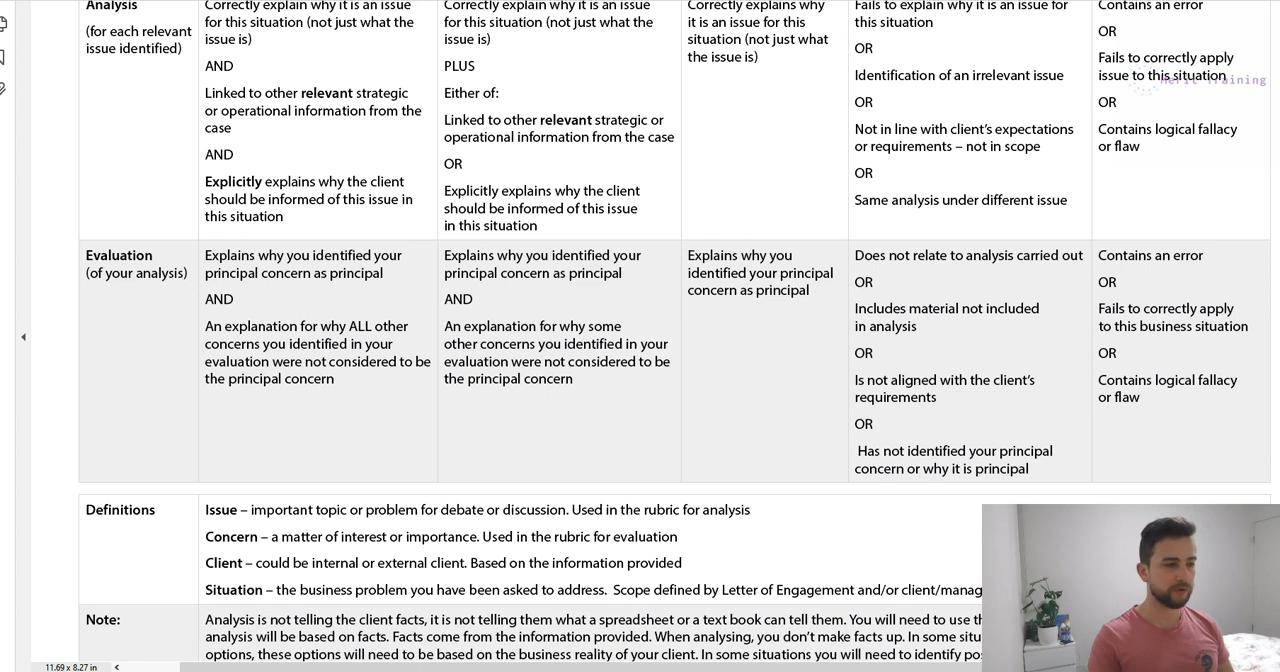 Analysis
(for each relevant
issue identified)
Correctly explain why it is an issue
for this situation (not just what the
issue is)
AND
Linked to other relevant strategic
or operational information from the
case
AND
Explicitly explains why the client
should be informed of this issue in
this situation
Correctly explain why it is an issue
for this situation (not just what the
issue is)
PLUS
Either of:
Linked to other relevant strategic or
operational information from the case
OR
Explicitly explains why the client
should be informed of this issue
in this situation
Correctly explains why
it is an issue for this
situation (not just what
the issue is)
Fails to explain why it is an issue for
this situation
OR
Identification of an irrelevant issue
OR
Not in line with client's expectations
or requirements – not in scope
OR
Same analysis under different issue
Contains an error
OR
Fails to correctly apply
issue to this situation
OR
Contains logical fallacy
or flaw
Training
Evaluation
(of your analysis)
Explains why you identified your
principal concern as principal
AND
An explanation for why ALL other
concerns you identified in your
evaluation were not considered to be
the principal concern
Explains why you identified your
principal concern as principal
AND
An explanation for why some
other concerns you identified in your
evaluation were not considered to be
the principal concern
Explains why you
identified your principal
concern as principal
Does not relate to analysis carried out
OR
Includes material not included
in analysis
OR
Is not aligned with the client's
requirements
OR
Has not identified your principal
concern or why it is principal
Contains an error
OR
Fails to correctly apply
to this business situation
OR
Contains logical fallacy
or flaw
Definitions
Issue – important topic or problem for debate or discussion. Used in the rubric for analysis
Concern – a matter of interest or importance. Used in the rubric for evaluation
Client – could be internal or external client. Based on the information provided
Situation – the business problem you have been asked to address. Scope defined by Letter of Engagement and/or client/manag
Note:
Analysis is not telling the client facts, it is not telling them what a spreadsheet or a text book can tell them. You will need to use th
analysis will be based on facts. Facts come from the information provided. When analysing, you don't make facts up. In some situ
options, these options will need to be based on the business reality of your client. In some situations you will need to identify po
11.69 x 8.27 in